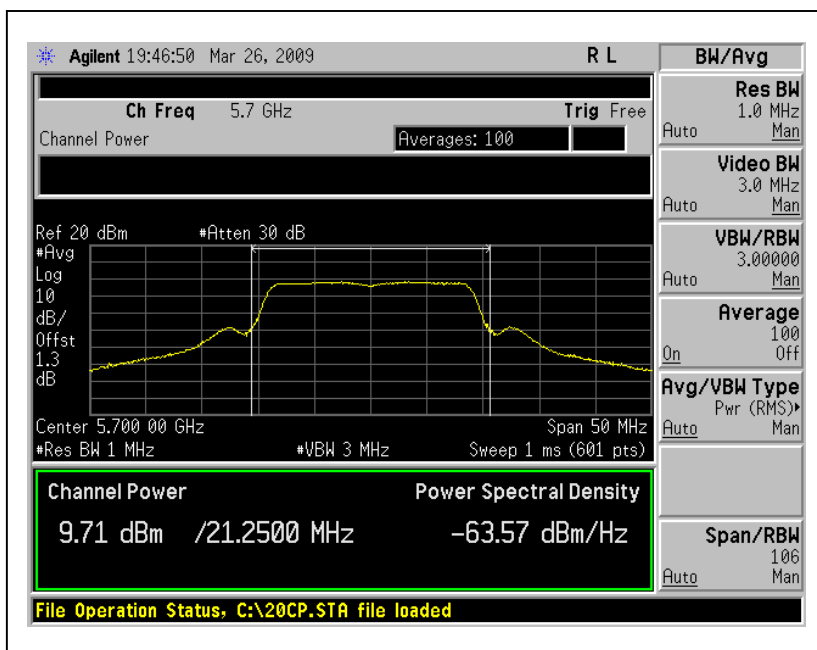 Agilent 19:46:50 Mar 26, 2009 R L
BW/Avg
Ch Freq 5.7 GHz Trig Free
Channel Power Averages: 100
Res BW
1.0 MHz
Auto Man
Video BW
3.0 MHz
Auto Man
VBW/RBW
3.00000
Auto Man
Average
100
On Off
Avg/VBW Type
Pwr (RMS)
Auto Man
Span/RBW
106
Auto Man
Ref 20 dBm #Atten 30 dB
#Avg
Log
10
dB/
Offst
1.3
dB
Center 5.700 00 GHz Span 50 MHz
#Res BW 1 MHz #VBW 3 MHz Sweep 1 ms (601 pts)
Channel Power Power Spectral Density
9.71 dBm /21.2500 MHz -63.57 dBm/Hz
File Operation Status, C:\20CP.STA file loaded